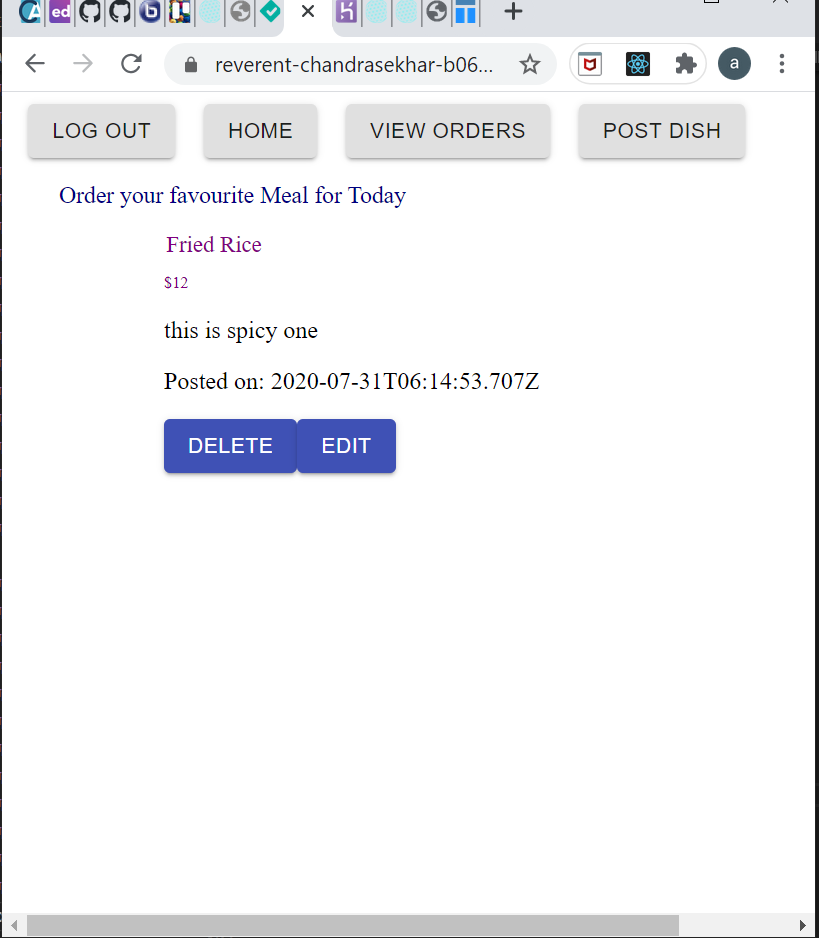 ed
reverent-chandrasekhar-b06...
a
LOG OUT HOME VIEW ORDERS POST DISH
Order your favourite Meal for Today
Fried Rice
$12
this is spicy one
Posted on: 2020-07-31T06:14:53.707Z
DELETE EDIT